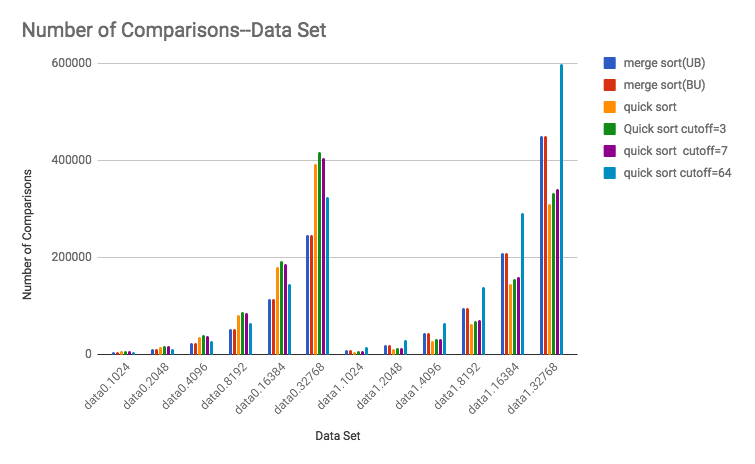 Number of Comparisons--Data Set
600000
400000
200000
0
Number of Comparisons
data0.1024
data0.2048
data0.4096
data0.8192
data0.16384
data0.32768
data1.1024
data1.2048
data1.4096
data1.8192
data1.16384
data1.32768
Data Set
merge sort(UB)
merge sort(BU)
quick sort
Quick sort cutoff=3
quick sort  cutoff=7
quick sort cutoff=64